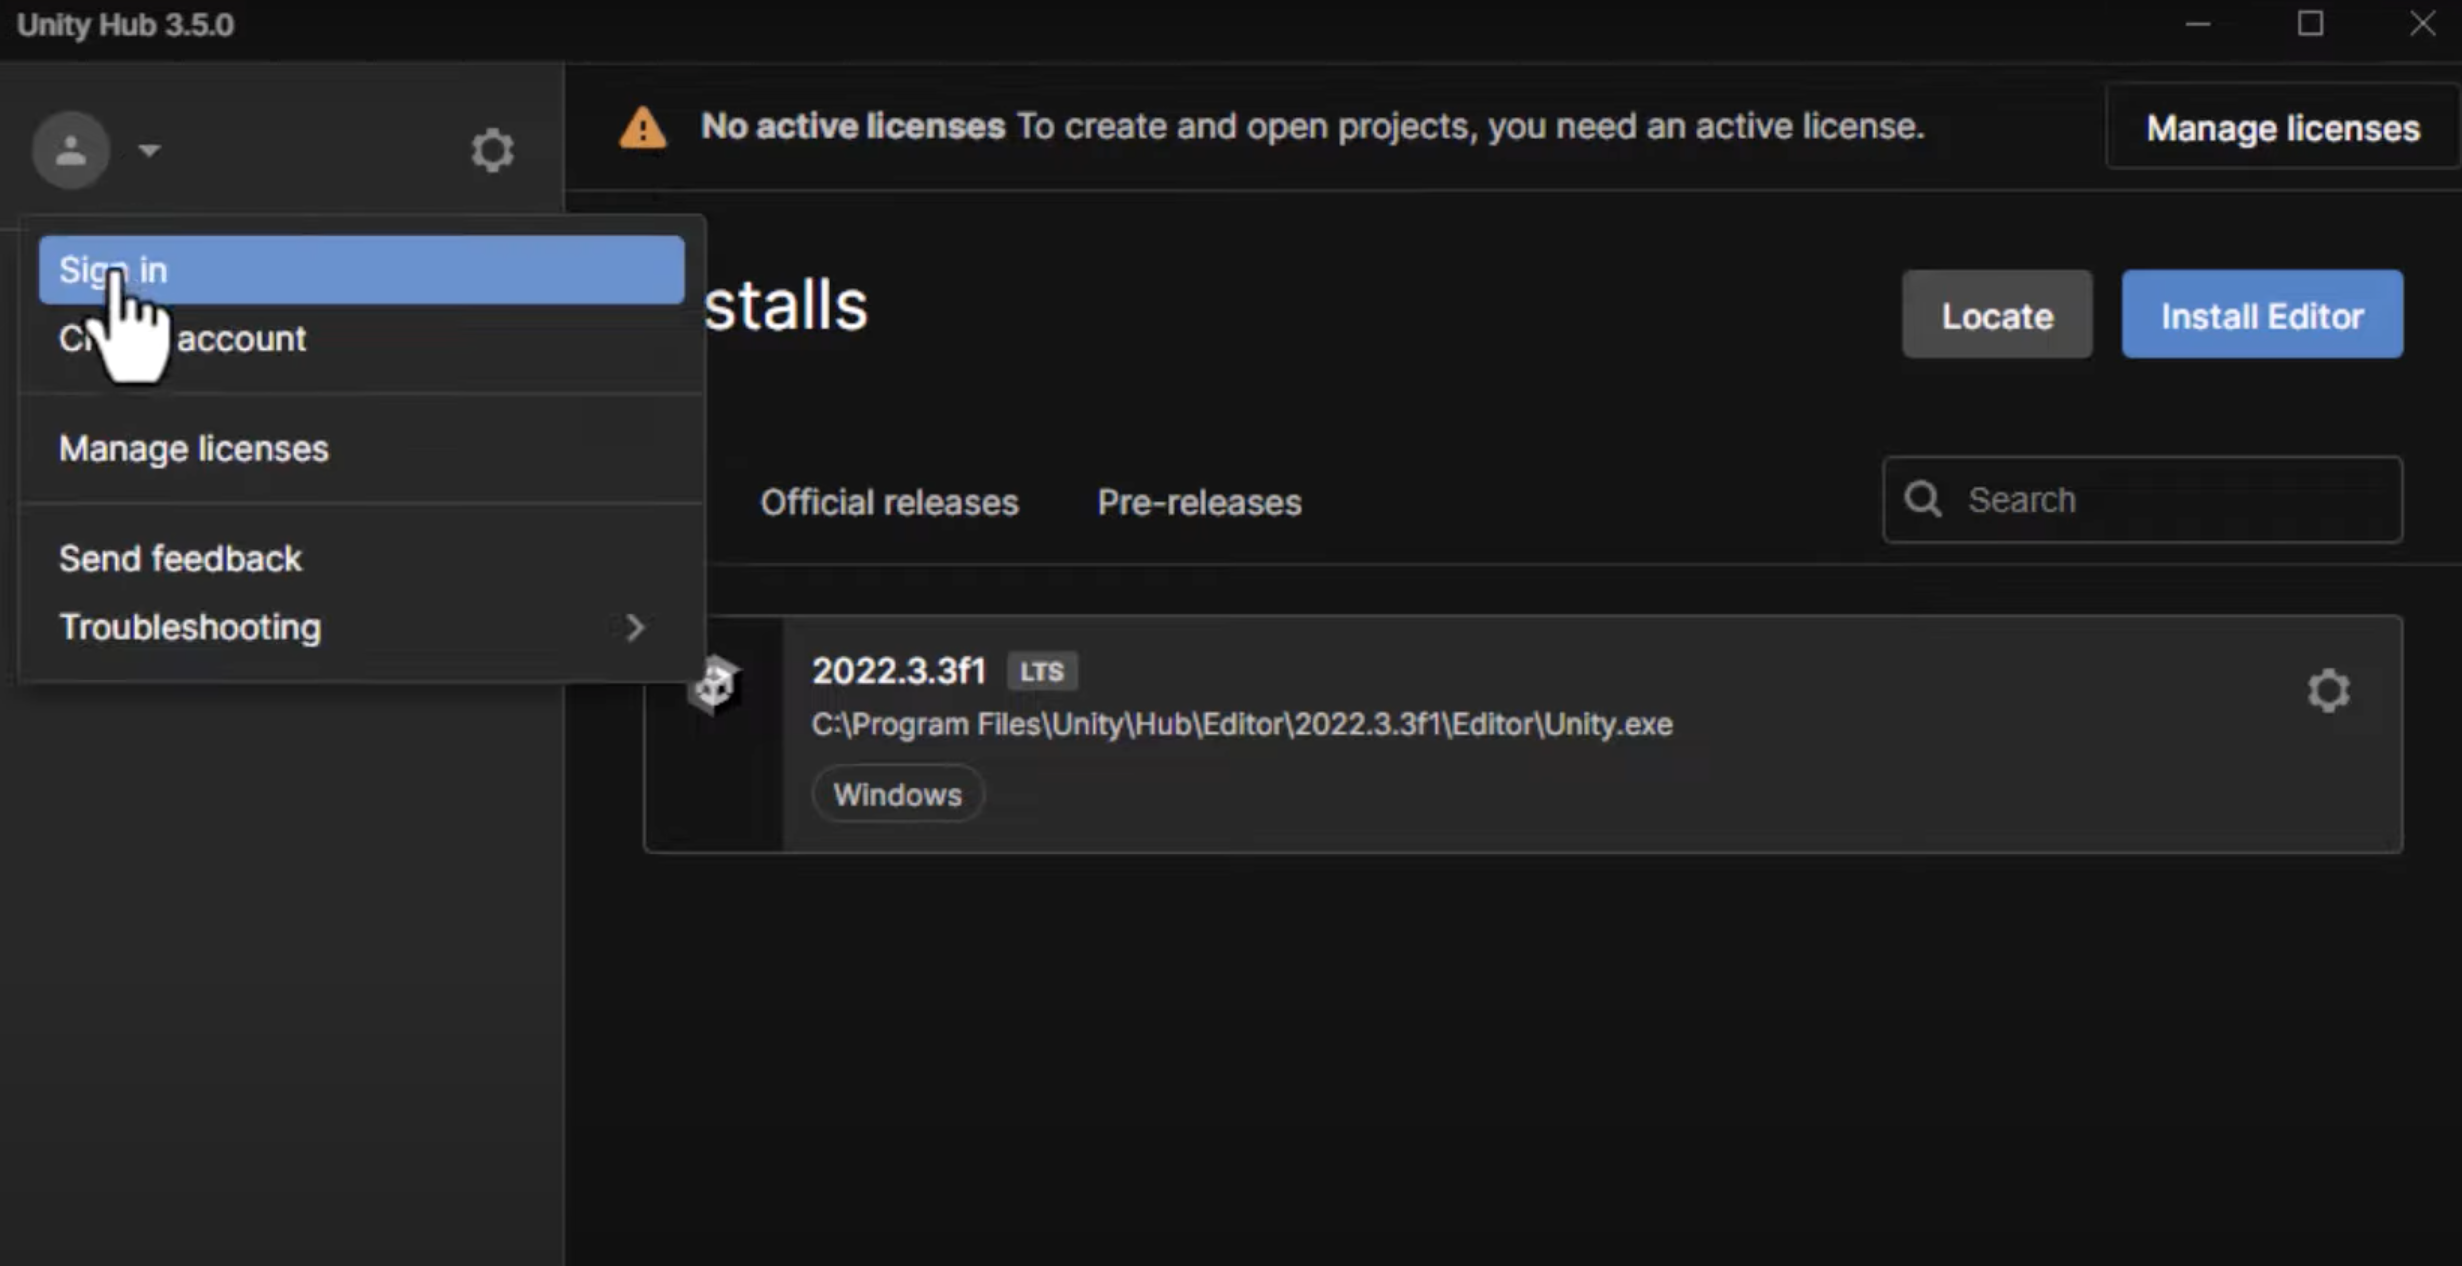 Unity Hub 3.5.0
No active licenses To create and open projects, you need an active license.
Manage licenses
Sign in
account
Manage licenses
Send feedback
Troubleshooting
stalls
Locate
Install Editor
Official releases
Pre-releases
Search
2022.3.3f1 LTS
C:\Program Files\Unity\Hub\Editor\2022.3.3f1\Editor\Unity.exe
Windows